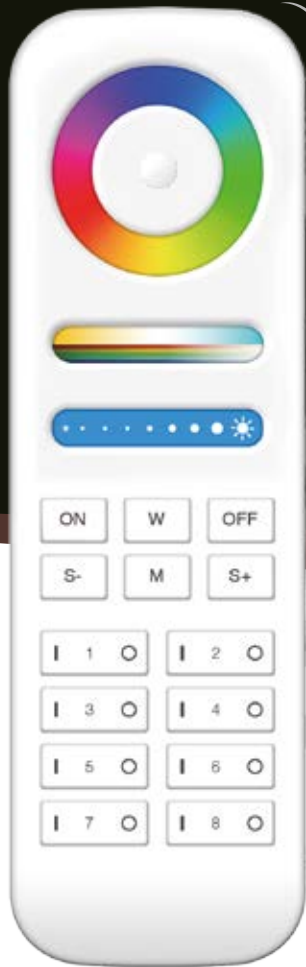 ON W OFF
S- M S+
I 1 O I 2 O
I 3 O I 4 O
I 5 O I 6 O
I 7 O I 8 O